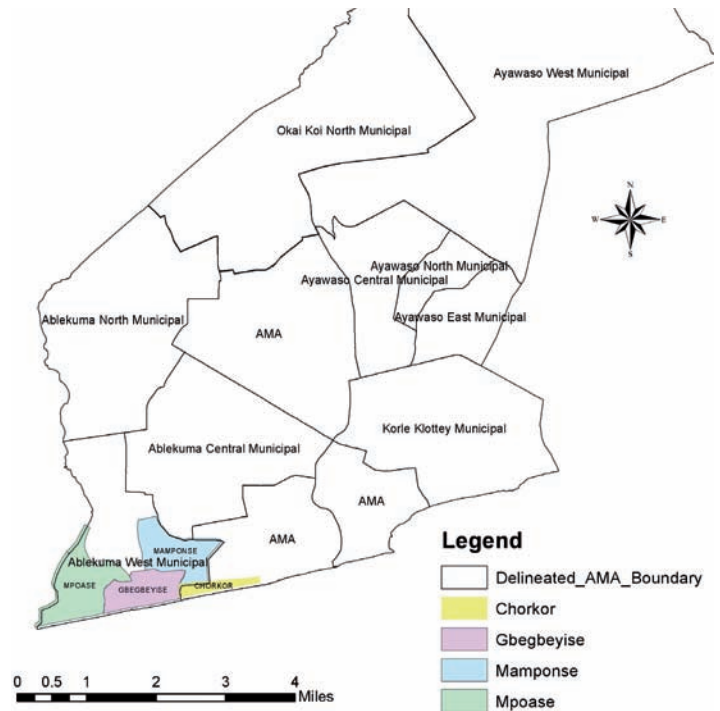 Ayawaso West Municipal
Okai Koi North Municipal
N
W E
S
Ayawaso North Municipal
Ayawaso Central Municipal
Ablekuma North Municipal
Ayawaso East Municipal
AMA
Korle Klottey Municipal
Ablekuma Central Municipal
AMA
AMA
MAMPONSE
Ablekuma West Municipal
MPOASE
GBEGBEYISE
CHORKOR
Legend
Delineated_AMA_Boundary
Chorkor
Gbegbeyise
Mamponse
Mpoase
0 0.5 1 2 3 4
Miles